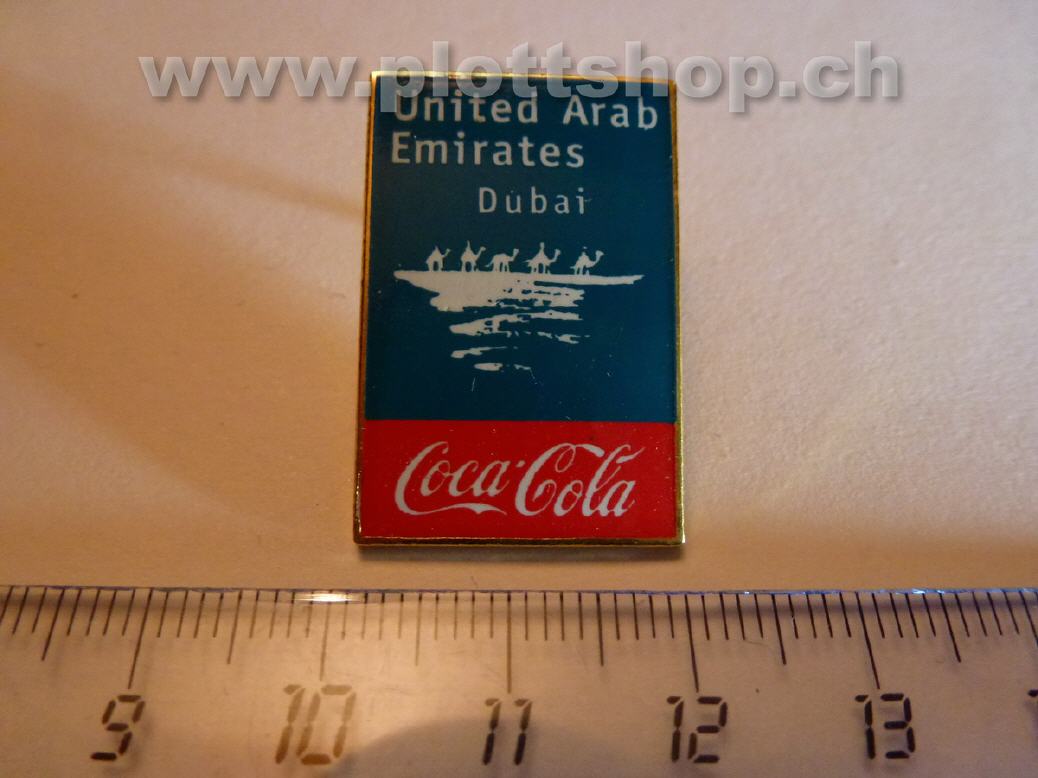 www.plottshop.ch
United Arab
Emirates
Dubai
Coca-Cola
9 10 11 12 13